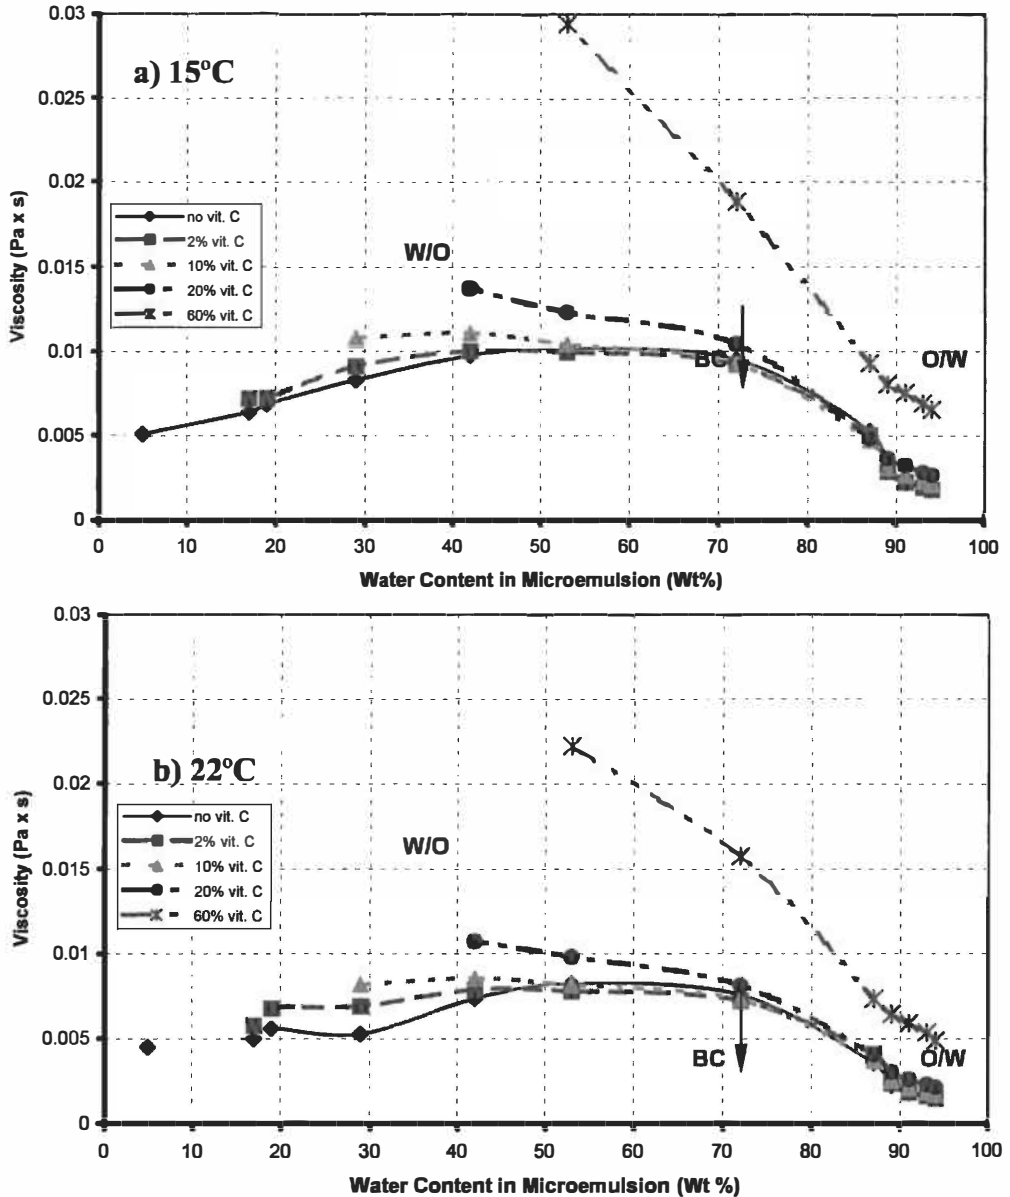 0.03
a) 15°C
0.025
0.02
0.015
0.01
0.005
0
Viscosity (Pa x s)
no vit. C
2% vit. C
10% vit. C
20% vit. C
60% vit. C
W/O
BC
O/W
0 10 20 30 40 50 60 70 80 90 100
Water Content in Microemulsion (Wt%)
0.03
0.025
b) 22°C
0.02
0.015
0.01
0.005
0
Viscosity (Pa x s)
no vit. C
2% vit. C
10% vit. C
20% vit. C
60% vit. C
W/O
BC
O/W
0 10 20 30 40 50 60 70 80 90 100
Water Content in Microemulsion (Wt %)